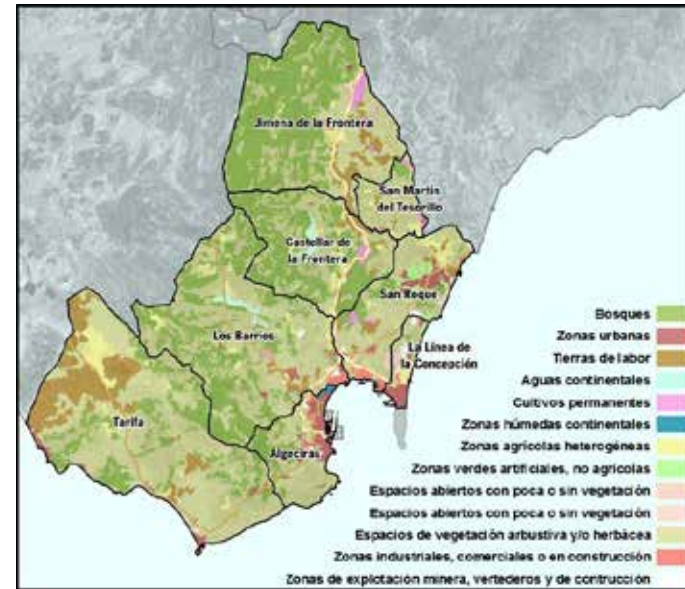 Jimena de la Frontera
San Martín
del Tesorillo
Castellar de
la Frontera
San Roque
Los Barrios
La Línea de
la Concepción
Tarifa
Algeciras
Bosques
Zonas urbanas
Tierras de labor
Aguas continentales
Cultivos permanentes
Zonas húmedas continentales
Zonas agrícolas heterogéneas
Zonas verdes artificiales, no agrícolas
Espacios abiertos con poca o sin vegetación
Espacios abiertos con poca o sin vegetación
Espacios de vegetación arbustiva y/o herbácea
Zonas industriales, comerciales o en construcción
Zonas de explotación minera, vertederos y de contrucción